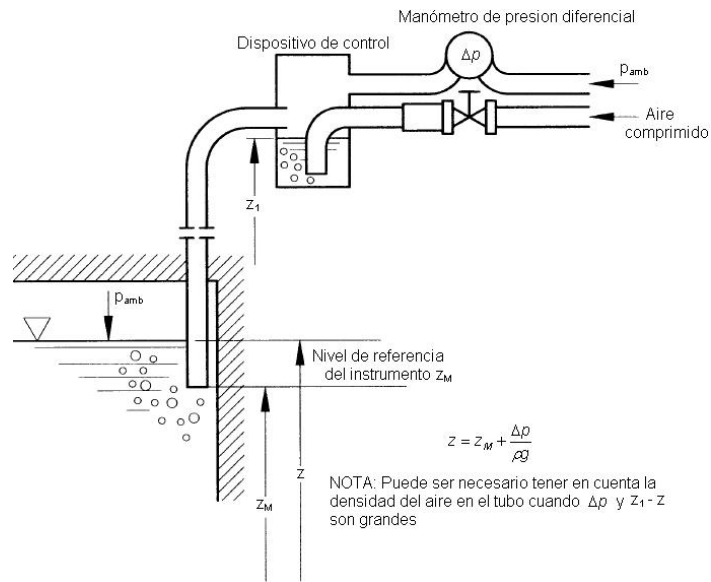 Manómetro de presion diferencial
Dispositivo de control
Δp
p_amb
Aire
comprimido
z₁
p_amb
Nivel de referencia
del instrumento z_M
z
z_M
z = z_M + Δp/ρg
NOTA: Puede ser necesario tener en cuenta la
densidad del aire en el tubo cuando Δp y z₁ - z
son grandes